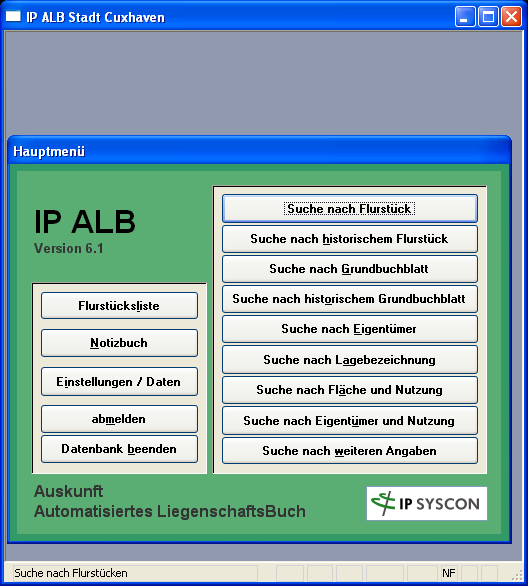 IP ALB Stadt Cuxhaven
Hauptmenü
IP ALB
Version 6.1
Flurstücksliste
Notizbuch
Einstellungen / Daten
abmelden
Datenbank beenden
Suche nach Flurstück
Suche nach historischem Flurstück
Suche nach Grundbuchblatt
Suche nach historischem Grundbuchblatt
Suche nach Eigentümer
Suche nach Lagebezeichnung
Suche nach Fläche und Nutzung
Suche nach Eigentümer und Nutzung
Suche nach weiteren Angaben
Auskunft
Automatisiertes LiegenschaftsBuch
IP SYSCON
Suche nach Flurstücken
NF